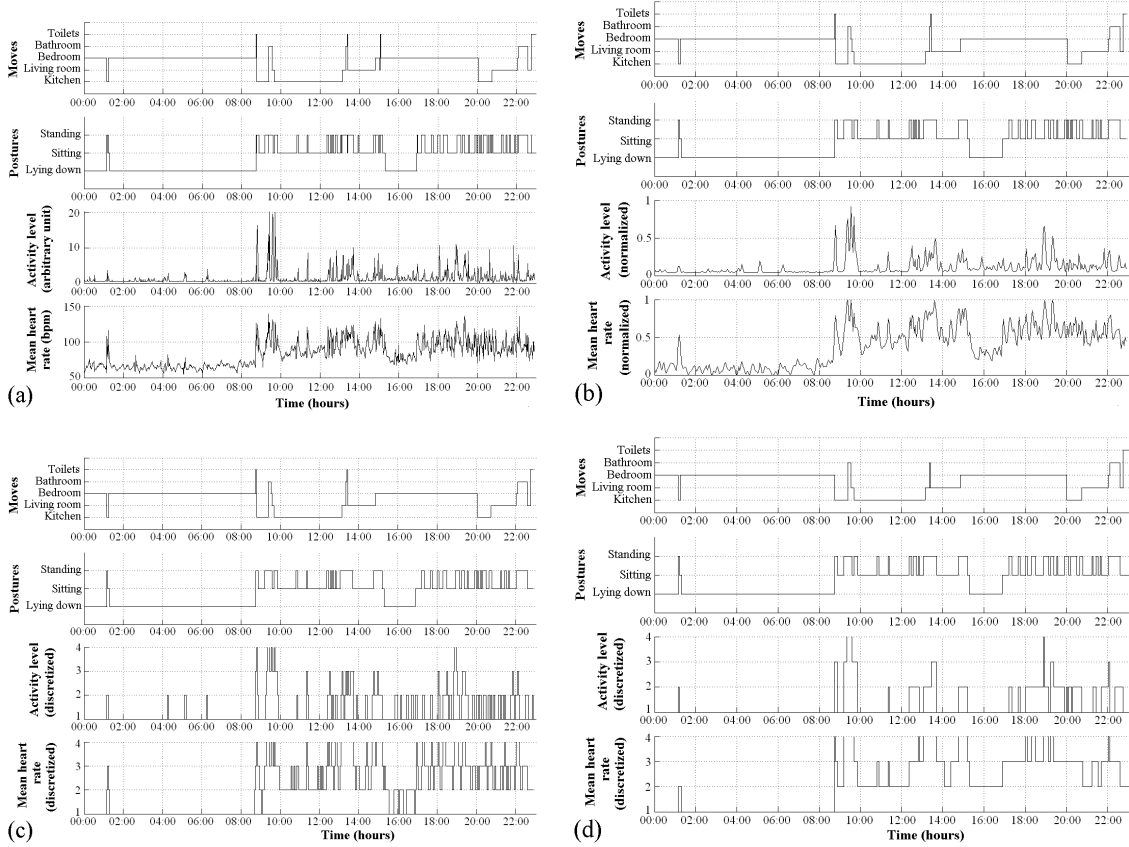 Moves
Toilets
Bathroom
Bedroom
Living room
Kitchen
00:00 02:00 04:00 06:00 08:00 10:00 12:00 14:00 16:00 18:00 20:00 22:00
Postures
Standing
Sitting
Lying down
00:00 02:00 04:00 06:00 08:00 10:00 12:00 14:00 16:00 18:00 20:00 22:00
Activity level
(arbitrary unit)
20
10
0
00:00 02:00 04:00 06:00 08:00 10:00 12:00 14:00 16:00 18:00 20:00 22:00
Mean heart
rate (bpm)
150
100
50
00:00 02:00 04:00 06:00 08:00 10:00 12:00 14:00 16:00 18:00 20:00 22:00
(a)
Time (hours)
Moves
Toilets
Bathroom
Bedroom
Living room
Kitchen
00:00 02:00 04:00 06:00 08:00 10:00 12:00 14:00 16:00 18:00 20:00 22:00
Postures
Standing
Sitting
Lying down
00:00 02:00 04:00 06:00 08:00 10:00 12:00 14:00 16:00 18:00 20:00 22:00
Activity level
(normalized)
1
0.5
0
00:00 02:00 04:00 06:00 08:00 10:00 12:00 14:00 16:00 18:00 20:00 22:00
Mean heart
rate
(normalized)
1
0.5
0
00:00 02:00 04:00 06:00 08:00 10:00 12:00 14:00 16:00 18:00 20:00 22:00
(b)
Time (hours)
Moves
Toilets
Bathroom
Bedroom
Living room
Kitchen
00:00 02:00 04:00 06:00 08:00 10:00 12:00 14:00 16:00 18:00 20:00 22:00
Postures
Standing
Sitting
Lying down
00:00 02:00 04:00 06:00 08:00 10:00 12:00 14:00 16:00 18:00 20:00 22:00
Activity level
(discretized)
4
3
2
1
00:00 02:00 04:00 06:00 08:00 10:00 12:00 14:00 16:00 18:00 20:00 22:00
Mean heart
rate
(discretized)
4
3
2
1
00:00 02:00 04:00 06:00 08:00 10:00 12:00 14:00 16:00 18:00 20:00 22:00
(c)
Time (hours)
Moves
Toilets
Bathroom
Bedroom
Living room
Kitchen
00:00 02:00 04:00 06:00 08:00 10:00 12:00 14:00 16:00 18:00 20:00 22:00
Postures
Standing
Sitting
Lying down
00:00 02:00 04:00 06:00 08:00 10:00 12:00 14:00 16:00 18:00 20:00 22:00
Activity level
(discretized)
4
3
2
1
00:00 02:00 04:00 06:00 08:00 10:00 12:00 14:00 16:00 18:00 20:00 22:00
Mean heart
rate
(discretized)
4
3
2
1
00:00 02:00 04:00 06:00 08:00 10:00 12:00 14:00 16:00 18:00 20:00 22:00
(d)
Time (hours)